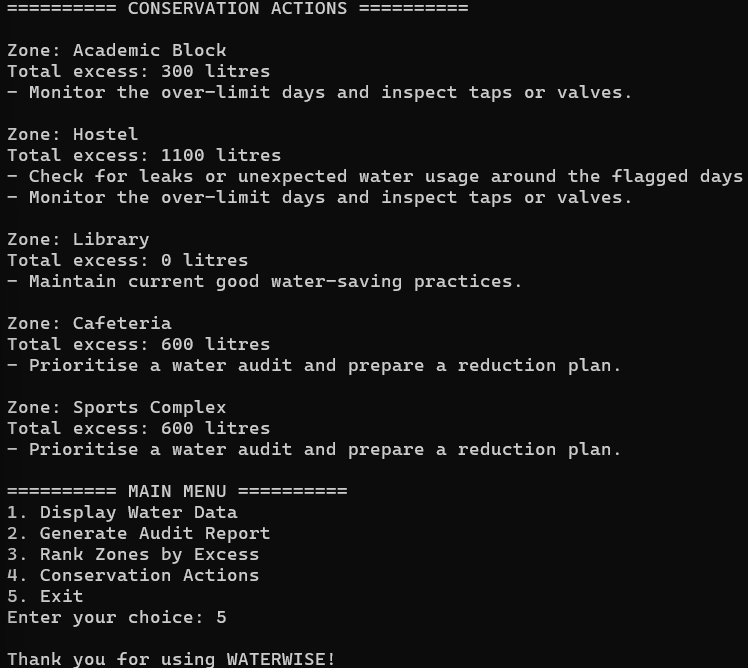 ========== CONSERVATION ACTIONS ==========
Zone: Academic Block
Total excess: 300 litres
- Monitor the over-limit days and inspect taps or valves.
Zone: Hostel
Total excess: 1100 litres
- Check for leaks or unexpected water usage around the flagged days
- Monitor the over-limit days and inspect taps or valves.
Zone: Library
Total excess: 0 litres
- Maintain current good water-saving practices.
Zone: Cafeteria
Total excess: 600 litres
- Prioritise a water audit and prepare a reduction plan.
Zone: Sports Complex
Total excess: 600 litres
- Prioritise a water audit and prepare a reduction plan.
========== MAIN MENU ==========
1. Display Water Data
2. Generate Audit Report
3. Rank Zones by Excess
4. Conservation Actions
5. Exit
Enter your choice: 5
Thank you for using WATERWISE!